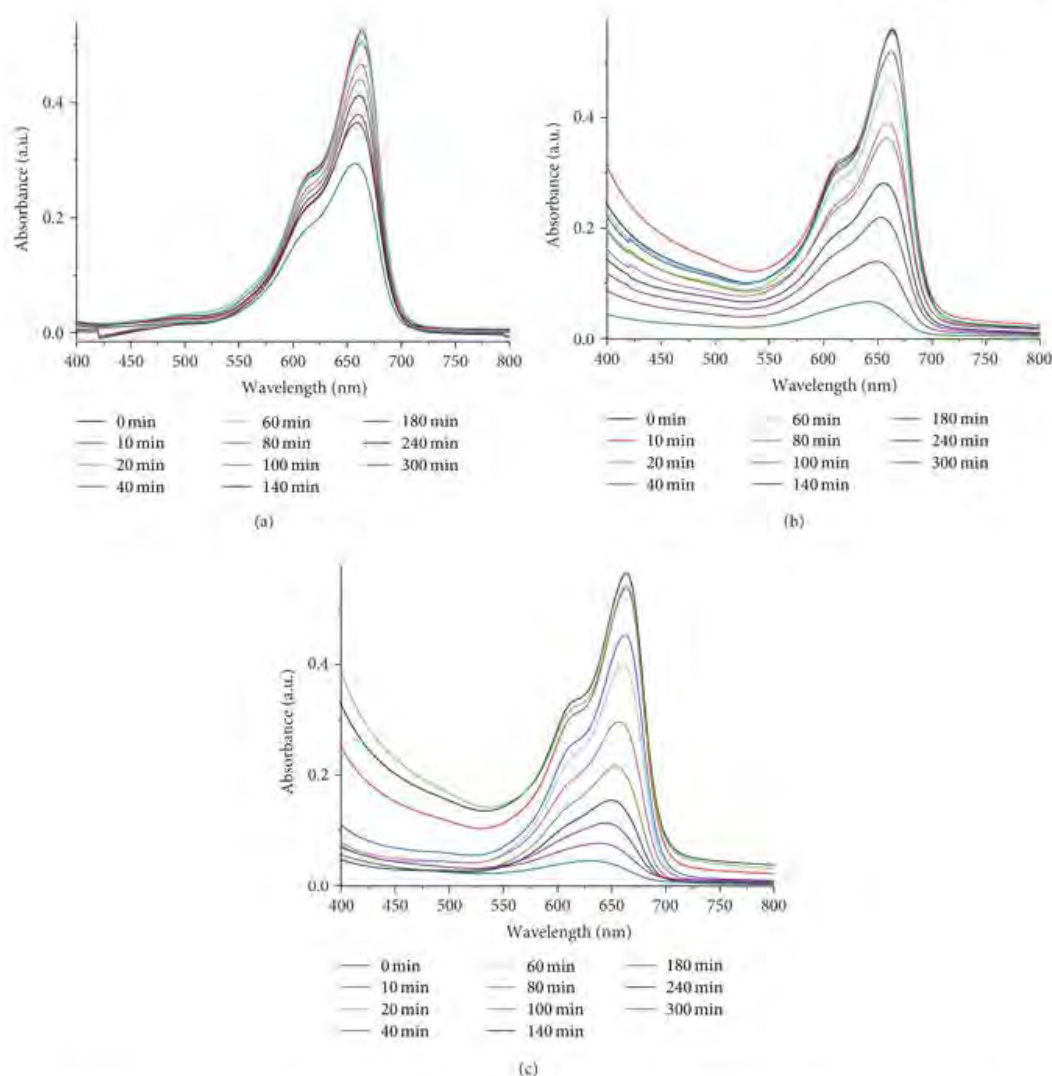 Absorbance (a.u.)
0.4
0.2
0.0
400 450 500 550 600 650 700 750 800
Wavelength (nm)
0 min 60 min 180 min
10 min 80 min 240 min
20 min 100 min 300 min
40 min 140 min
(a)
Absorbance (a.u.)
0.4
0.2
0.0
400 450 500 550 600 650 700 750 800
Wavelength (nm)
0 min 60 min 180 min
10 min 80 min 240 min
20 min 100 min 300 min
40 min 140 min
(b)
Absorbance (a.u.)
0.4
0.2
0.0
400 450 500 550 600 650 700 750 800
Wavelength (nm)
0 min 60 min 180 min
10 min 80 min 240 min
20 min 100 min 300 min
40 min 140 min
(c)